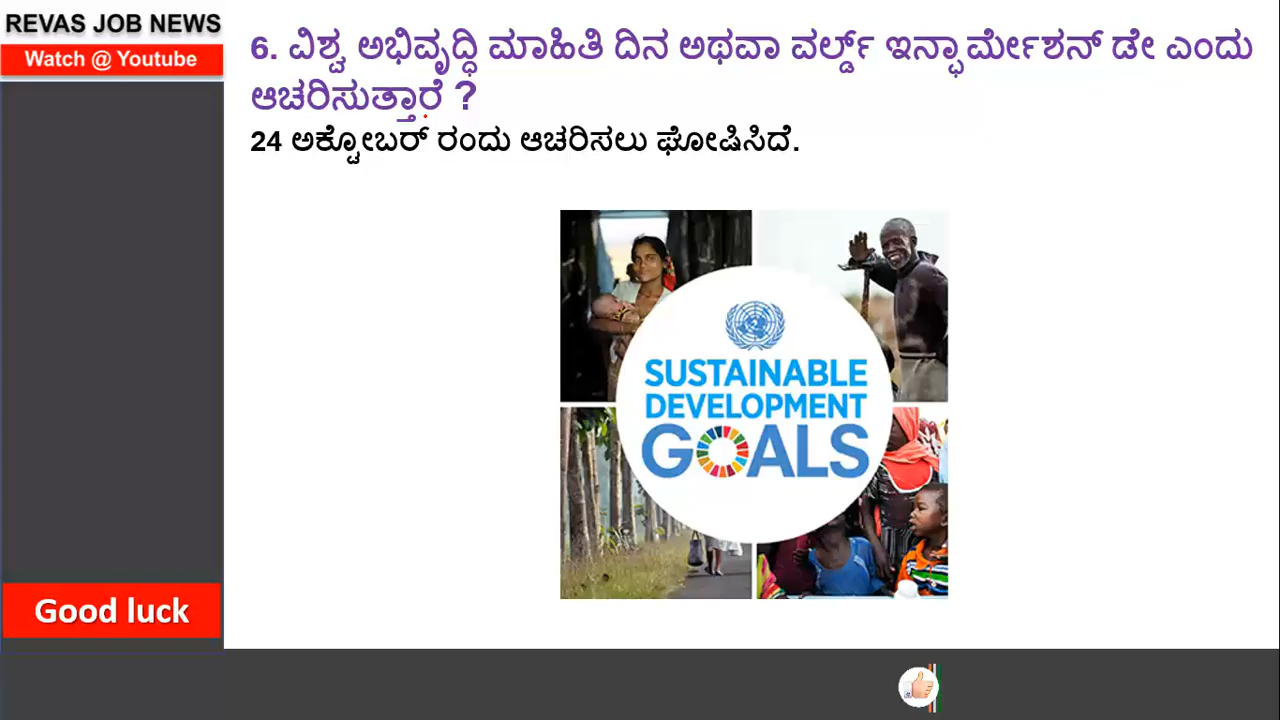 REVAS JOB NEWS
Watch @ Youtube
6. ವಿಶ್ವ ಅಭಿವೃದ್ಧಿ ಮಾಹಿತಿ ದಿನ ಅಥವಾ ವರ್ಲ್ಡ್ ಇನ್ಫಾರ್ಮೇಶನ್ ಡೇ ಎಂದು
ಆಚರಿಸುತ್ತಾರೆ ?
24 ಅಕ್ಟೋಬರ್ ರಂದು ಆಚರಿಸಲು ಘೋಷಿಸಿದೆ.
SUSTAINABLE
DEVELOPMENT
GOALS
Good luck